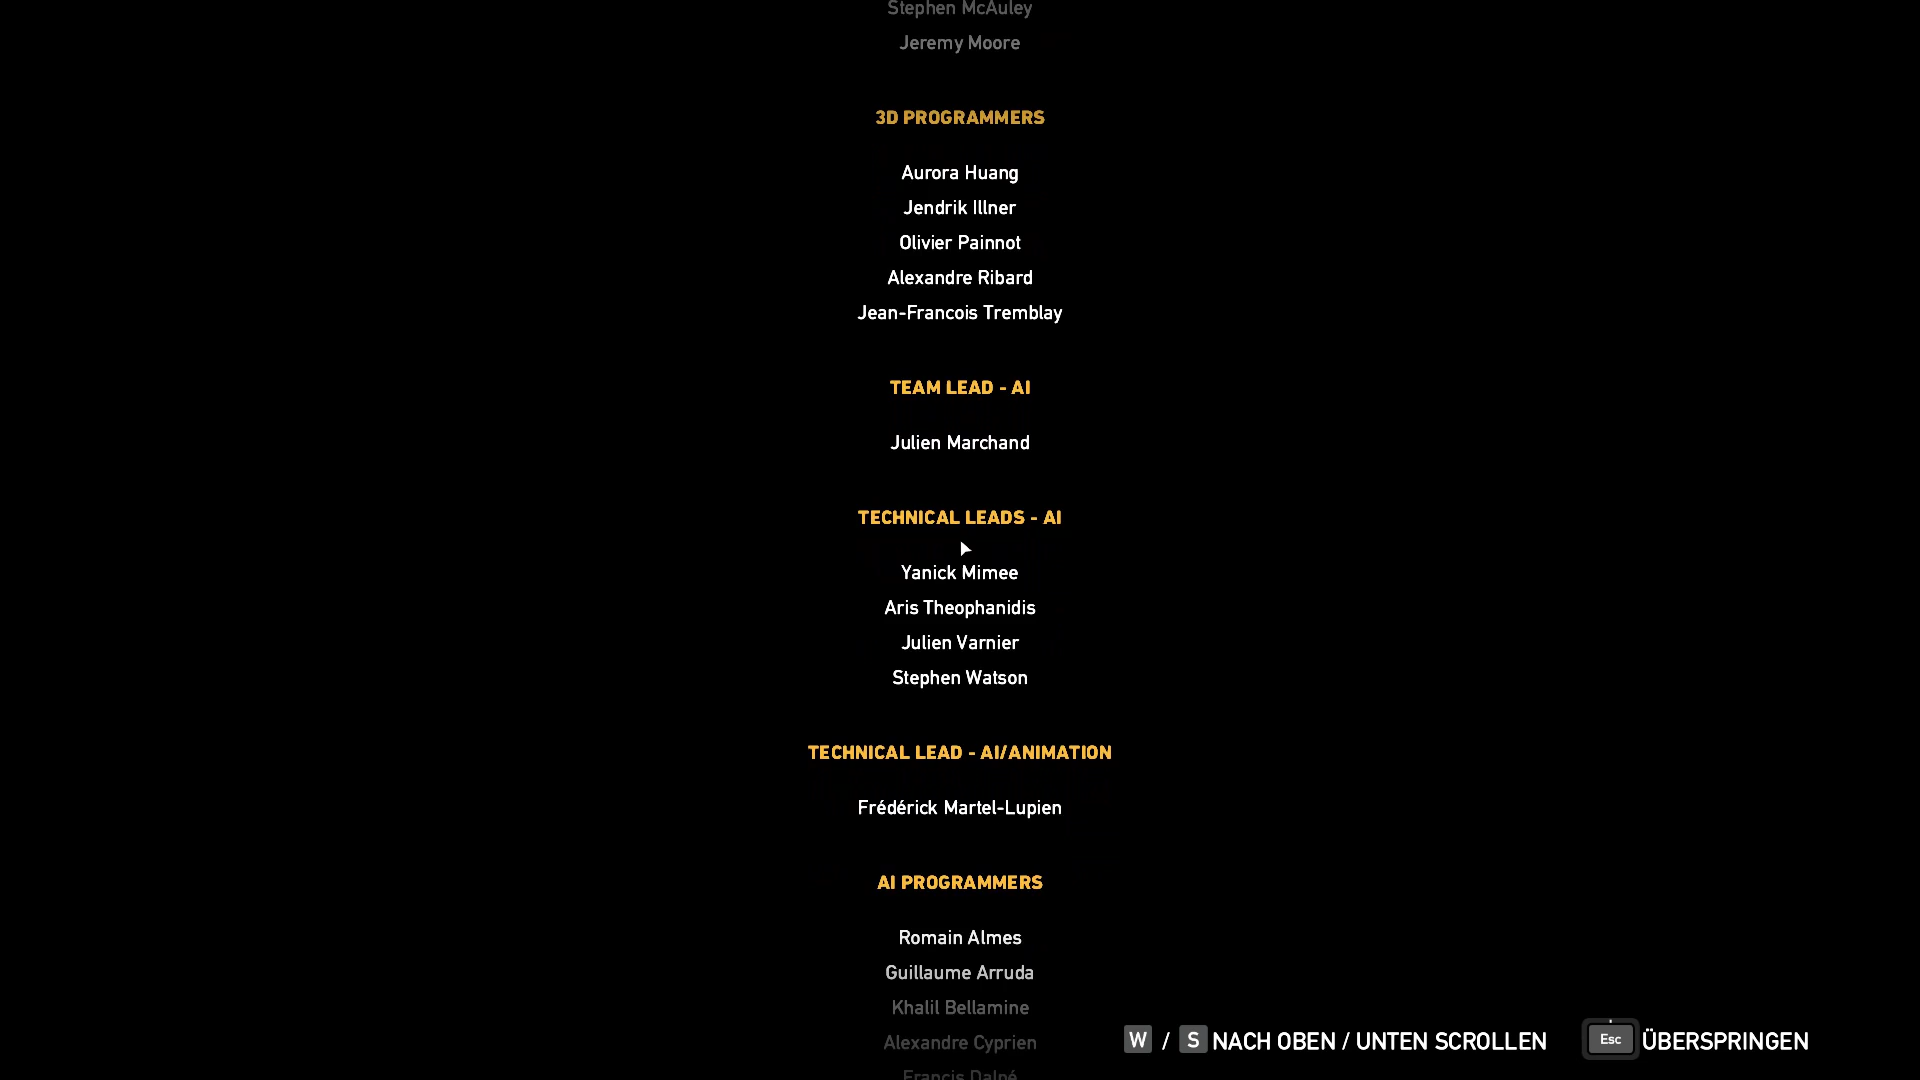 Stephen McAuley
Jeremy Moore
3D PROGRAMMERS
Aurora Huang
Jendrik Illner
Olivier Painnot
Alexandre Ribard
Jean-Francois Tremblay
TEAM LEAD - AI
Julien Marchand
TECHNICAL LEADS - AI
Yanick Mimee
Aris Theophanidis
Julien Varnier
Stephen Watson
TECHNICAL LEAD - AI/ANIMATION
Frédérick Martel-Lupien
AI PROGRAMMERS
Romain Almes
Guillaume Arruda
Khalil Bellamine
Alexandre Cyprien
Francis Dalpé
W / S NACH OBEN / UNTEN SCROLLEN Esc ÜBERSPRINGEN